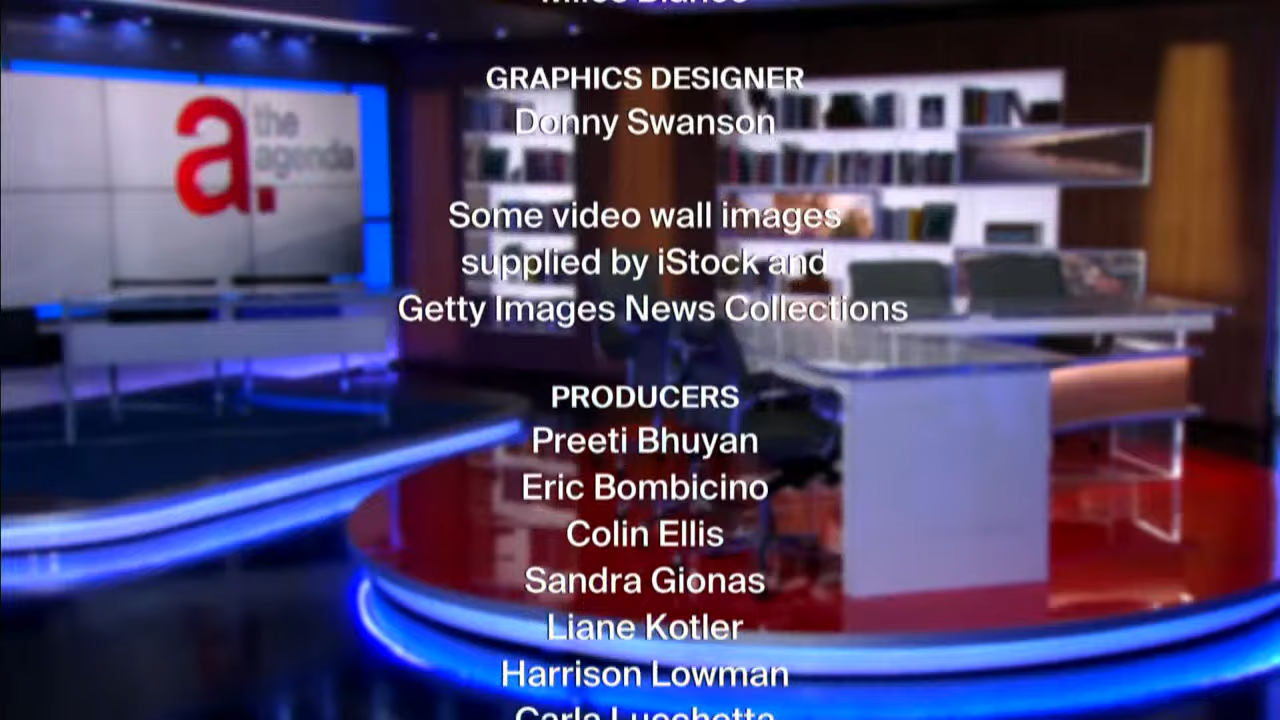 GRAPHICS DESIGNER
Donny Swanson
a.
the
agenda
Some video wall images
supplied by iStock and
Getty Images News Collections
PRODUCERS
Preeti Bhuyan
Eric Bombicino
Colin Ellis
Sandra Gionas
Liane Kotler
Harrison Lowman